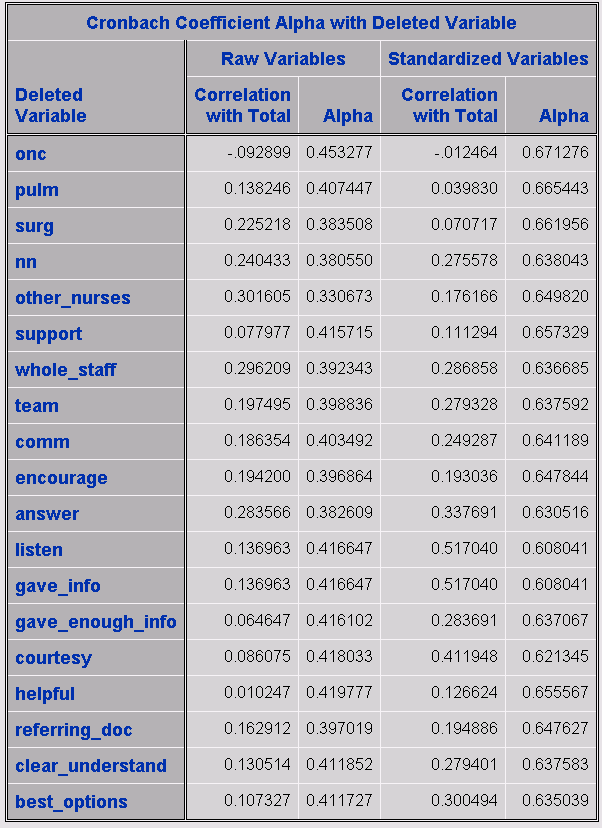 Cronbach Coefficient Alpha with Deleted Variable
Raw Variables Standardized Variables
Deleted Variable Correlation with Total Alpha Correlation with Total Alpha
onc -.092899 0.453277 -.012464 0.671276
pulm 0.138246 0.407447 0.039830 0.665443
surg 0.225218 0.383508 0.070717 0.661956
nn 0.240433 0.380550 0.275578 0.638043
other_nurses 0.301605 0.330673 0.176166 0.649820
support 0.077977 0.415715 0.111294 0.657329
whole_staff 0.296209 0.392343 0.286858 0.636685
team 0.197495 0.398836 0.279328 0.637592
comm 0.186354 0.403492 0.249287 0.641189
encourage 0.194200 0.396864 0.193036 0.647844
answer 0.283566 0.382609 0.337691 0.630516
listen 0.136963 0.416647 0.517040 0.608041
gave_info 0.136963 0.416647 0.517040 0.608041
gave_enough_info 0.064647 0.416102 0.283691 0.637067
courtesy 0.086075 0.418033 0.411948 0.621345
helpful 0.010247 0.419777 0.126624 0.655567
referring_doc 0.162912 0.397019 0.194886 0.647627
clear_understand 0.130514 0.411852 0.279401 0.637583
best_options 0.107327 0.411727 0.300494 0.635039